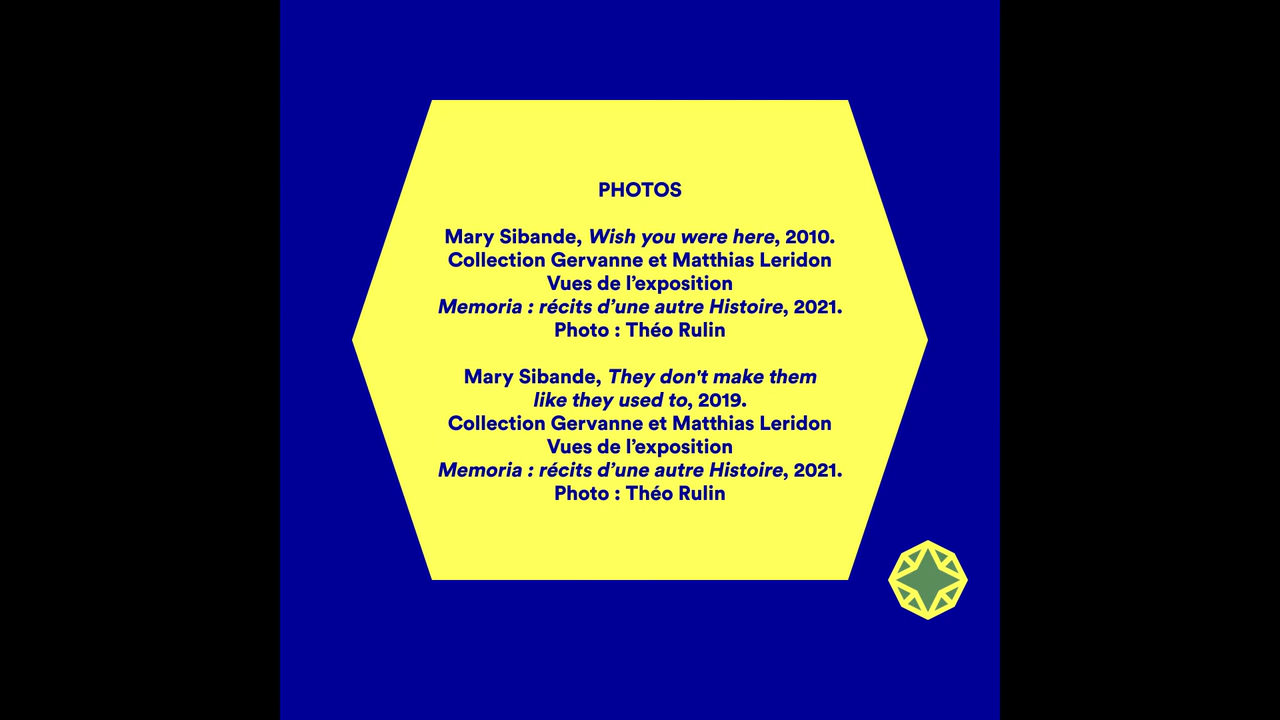 PHOTOS
Mary Sibande, Wish you were here, 2010.
Collection Gervanne et Matthias Leridon
Vues de l’exposition
Memoria : récits d’une autre Histoire, 2021.
Photo : Théo Rulin
Mary Sibande, They don't make them
like they used to, 2019.
Collection Gervanne et Matthias Leridon
Vues de l’exposition
Memoria : récits d’une autre Histoire, 2021.
Photo : Théo Rulin